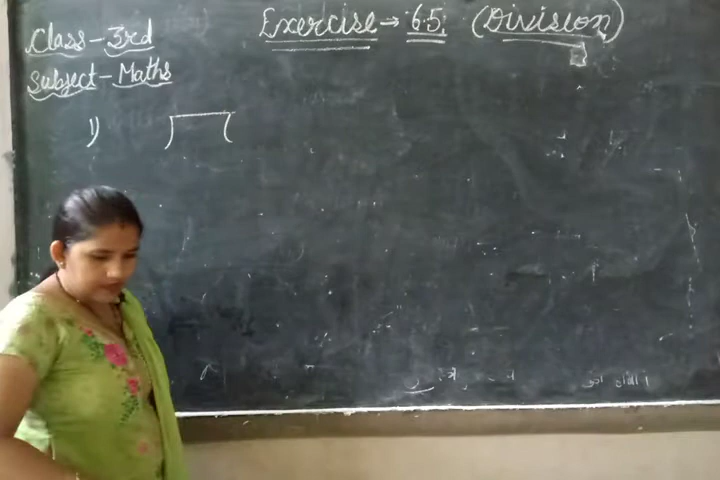 Class - 3rd
Exercise → 6.5, (Division)
Subject - Maths
1)